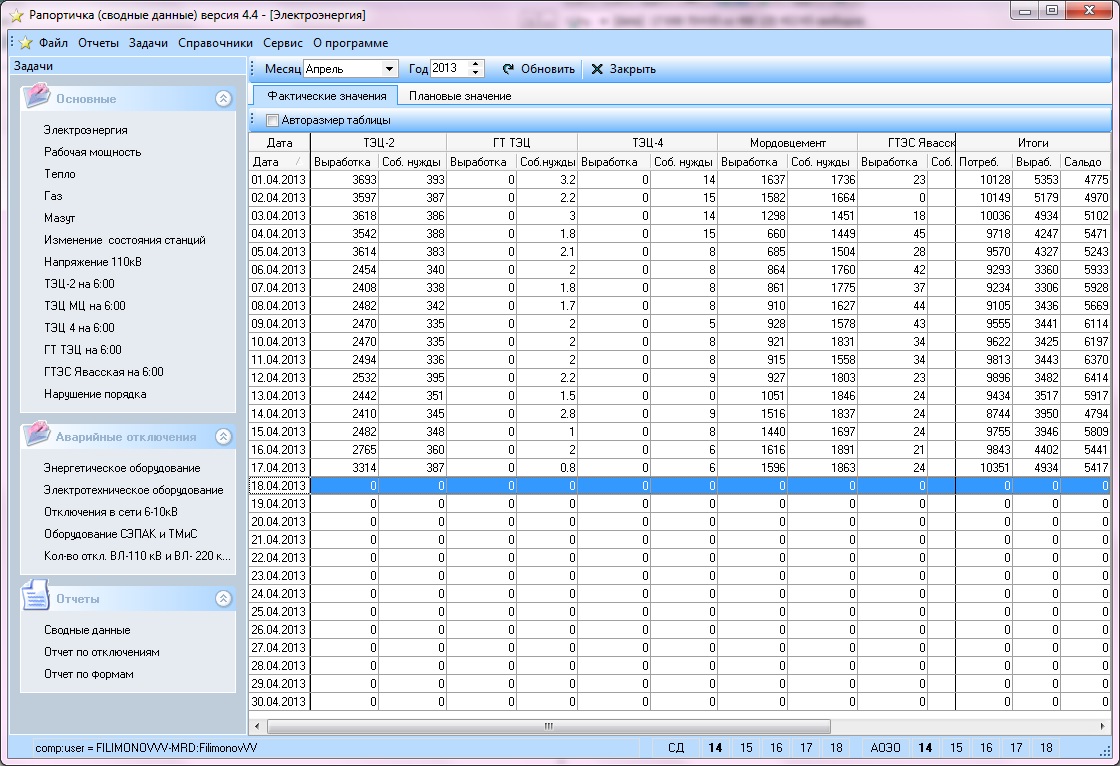 Рапортичка (сводные данные) версия 4.4 - [Электроэнергия]
Файл Отчеты Задачи Справочники Сервис О программе
Задачи
Основные
Электроэнергия
Рабочая мощность
Тепло
Газ
Мазут
Изменение состояния станций
Напряжение 110кВ
ТЭЦ-2 на 6:00
ТЭЦ МЦ на 6:00
ТЭЦ 4 на 6:00
ГТ ТЭЦ на 6:00
ГТЭС Явасская на 6:00
Нарушение порядка
Аварийные отключения
Энергетическое оборудование
Электротехническое оборудование
Отключения в сети 6-10кВ
Оборудование СЭПАК и ТМиС
Кол-во откл. ВЛ-110 кВ и ВЛ- 220 к...
Отчеты
Сводные данные
Отчет по отключениям
Отчет по формам
Месяц Апрель Год 2013 Обновить Закрыть
Фактические значения Плановые значение
Авторазмер таблицы
Дата ТЭЦ-2 ГТ ТЭЦ ТЭЦ-4 Мордовцемент ГТЭС Явасск Итоги
Дата Выработка Соб. нужды Выработка Соб.нужды Выработка Соб. нужды Выработка Соб. нужды Выработка Соб. Потреб. Выраб. Сальдо
01.04.2013 3693 393 0 3.2 0 14 1637 1736 23 10128 5353 4775
02.04.2013 3597 387 0 2.2 0 15 1582 1664 0 10149 5179 4970
03.04.2013 3618 386 0 3 0 14 1298 1451 18 10036 4934 5102
04.04.2013 3542 388 0 1.8 0 15 660 1449 45 9718 4247 5471
05.04.2013 3614 383 0 2.1 0 8 685 1504 28 9570 4327 5243
06.04.2013 2454 340 0 2 0 8 864 1760 42 9293 3360 5933
07.04.2013 2408 338 0 1.8 0 8 861 1775 37 9234 3306 5928
08.04.2013 2482 342 0 1.7 0 8 910 1627 44 9105 3436 5669
09.04.2013 2470 335 0 2 0 5 928 1578 43 9555 3441 6114
10.04.2013 2470 335 0 2 0 8 921 1831 34 9622 3425 6197
11.04.2013 2494 336 0 2 0 8 915 1558 34 9813 3443 6370
12.04.2013 2532 395 0 2.2 0 9 927 1803 23 9896 3482 6414
13.04.2013 2442 351 0 1.5 0 0 1051 1846 24 9434 3517 5917
14.04.2013 2410 345 0 2.8 0 9 1516 1837 24 8744 3950 4794
15.04.2013 2482 348 0 1 0 8 1440 1697 24 9755 3946 5809
16.04.2013 2765 360 0 2 0 6 1616 1891 21 9843 4402 5441
17.04.2013 3314 387 0 0.8 0 6 1596 1863 24 10351 4934 5417
18.04.2013 0 0 0 0 0 0 0 0 0 0 0 0
19.04.2013 0 0 0 0 0 0 0 0 0 0 0 0
20.04.2013 0 0 0 0 0 0 0 0 0 0 0 0
21.04.2013 0 0 0 0 0 0 0 0 0 0 0 0
22.04.2013 0 0 0 0 0 0 0 0 0 0 0 0
23.04.2013 0 0 0 0 0 0 0 0 0 0 0 0
24.04.2013 0 0 0 0 0 0 0 0 0 0 0 0
25.04.2013 0 0 0 0 0 0 0 0 0 0 0 0
26.04.2013 0 0 0 0 0 0 0 0 0 0 0 0
27.04.2013 0 0 0 0 0 0 0 0 0 0 0 0
28.04.2013 0 0 0 0 0 0 0 0 0 0 0 0
29.04.2013 0 0 0 0 0 0 0 0 0 0 0 0
30.04.2013 0 0 0 0 0 0 0 0 0 0 0 0
comp:user = FILIMONOVVV-MRD:FilimonovVV СД 14 15 16 17 18 АОЭО 14 15 16 17 18